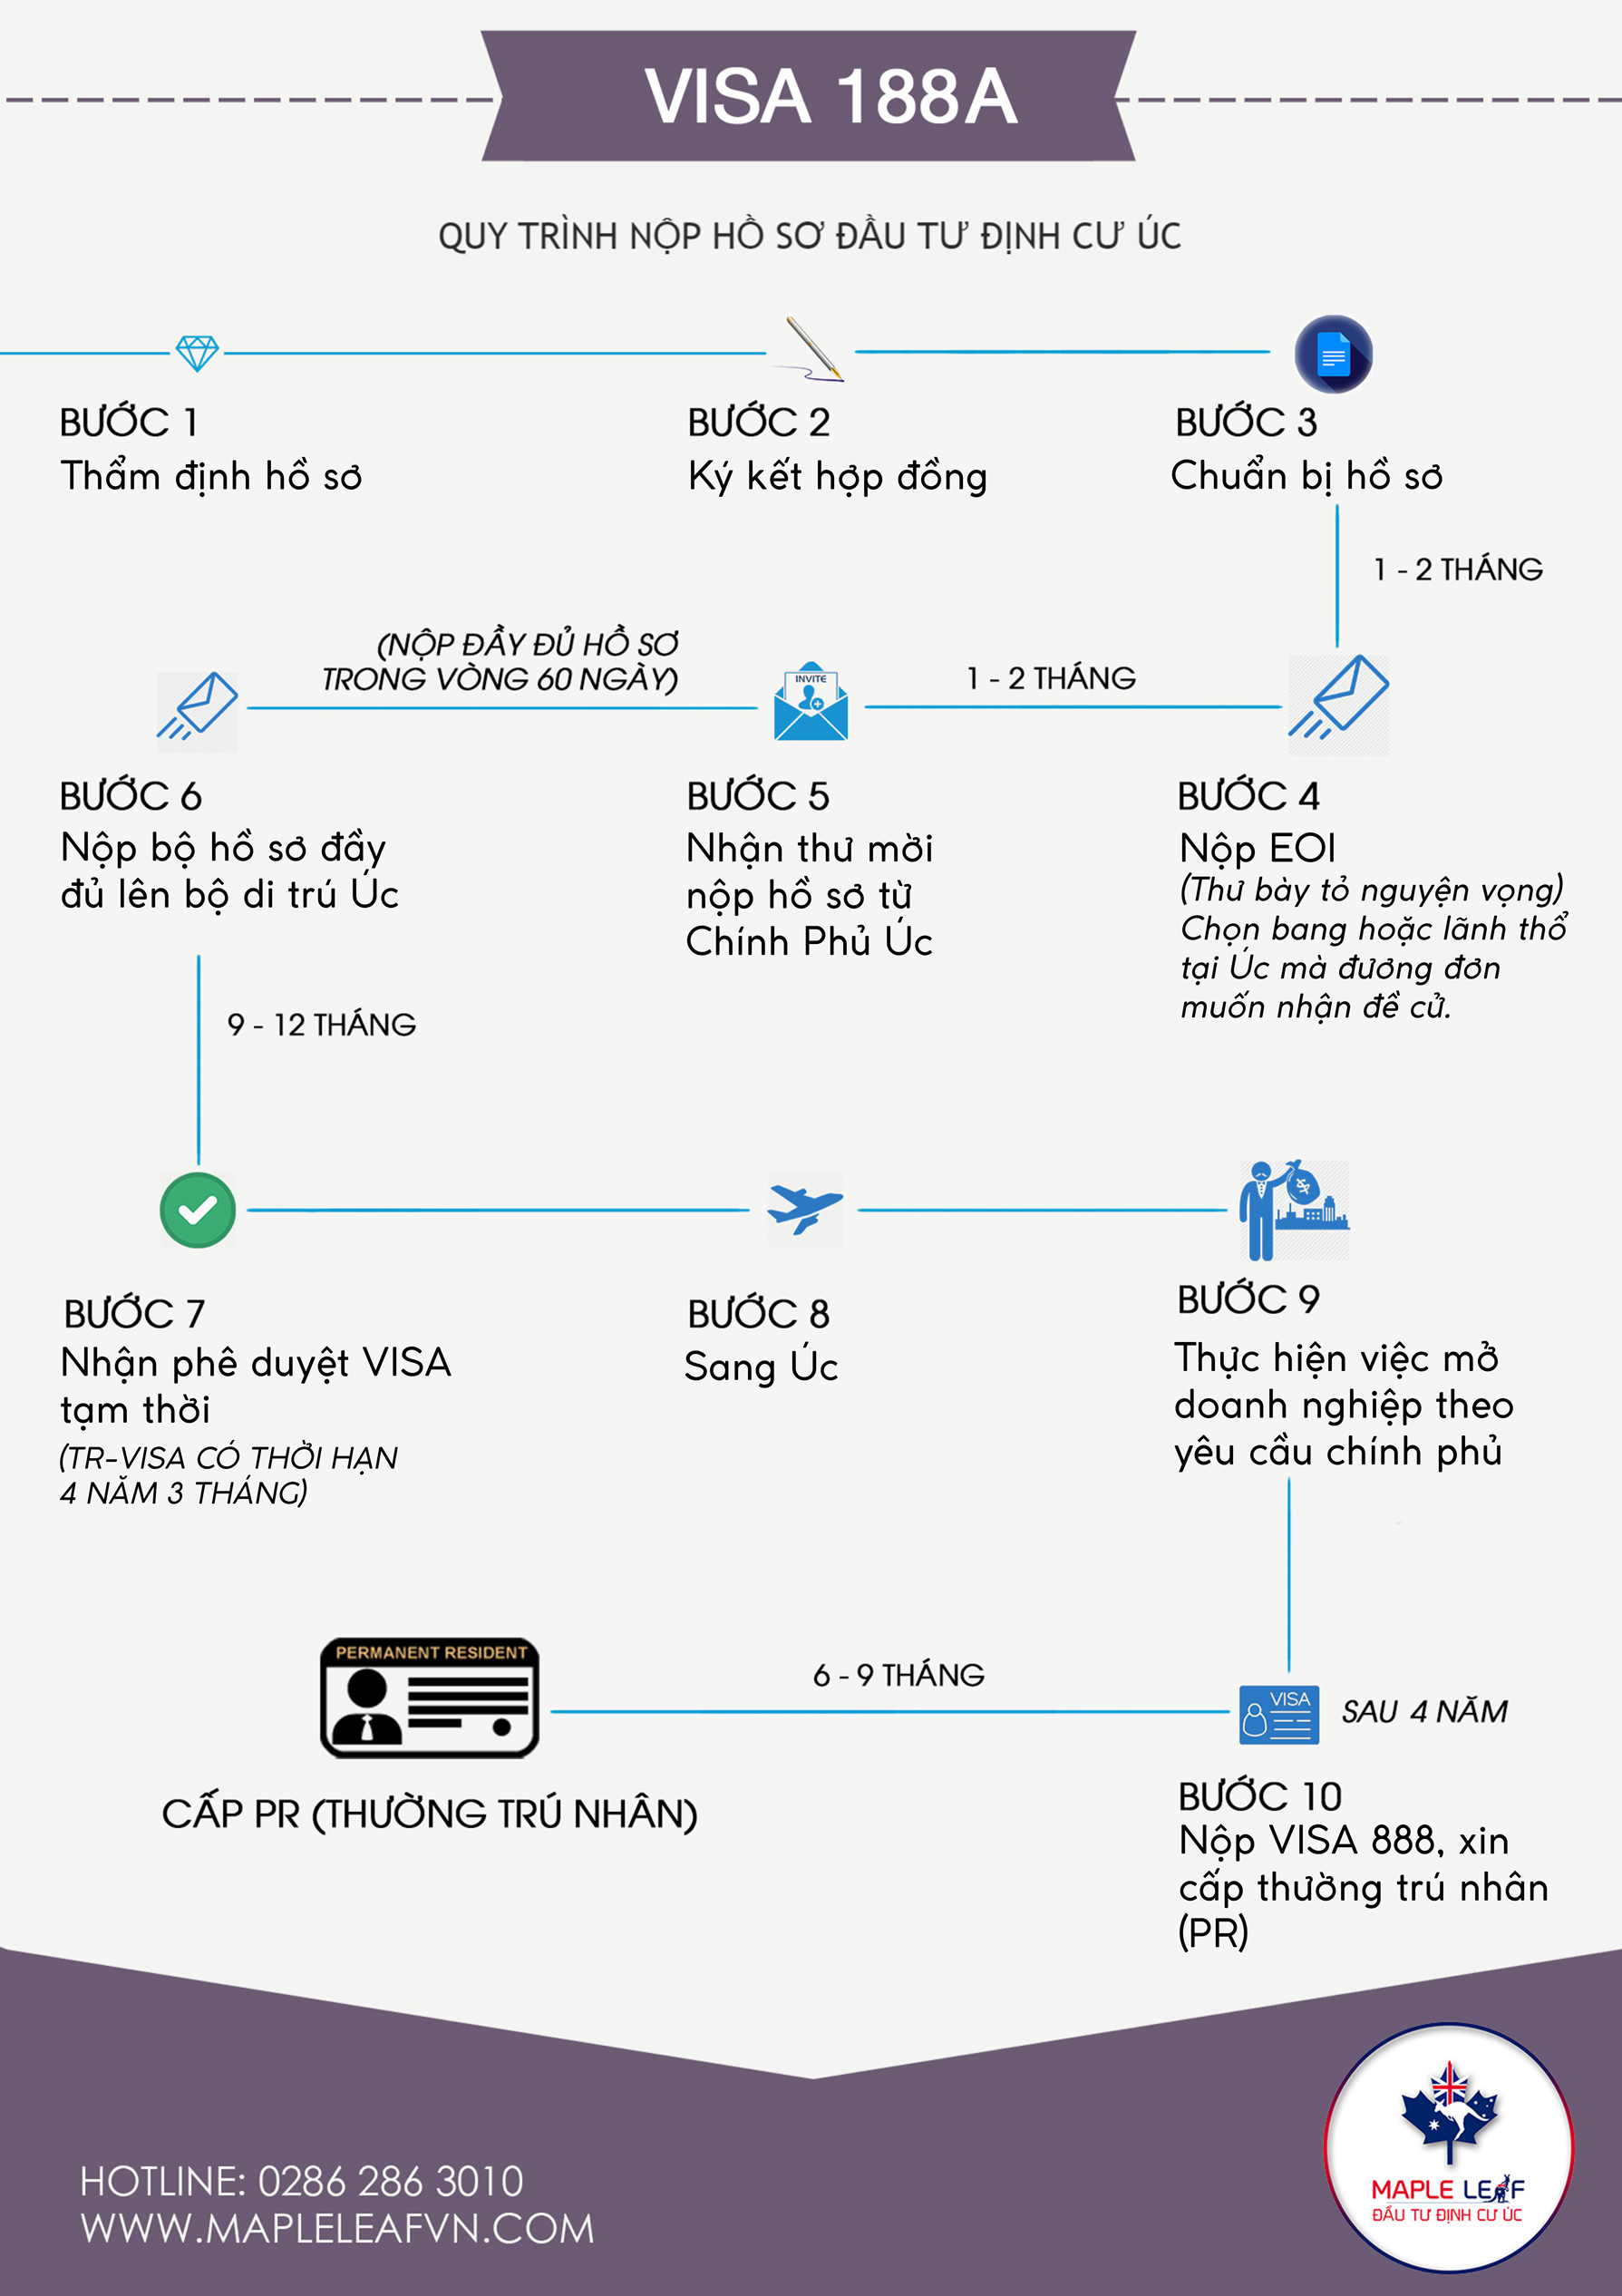 VISA 188A
QUY TRÌNH NỘP HỒ SƠ ĐẦU TƯ ĐỊNH CƯ ÚC
BƯỚC 1
Thẩm định hồ sơ
BƯỚC 2
Ký kết hợp đồng
BƯỚC 3
Chuẩn bị hồ sơ
1 - 2 THÁNG
BƯỚC 4
Nộp EOI
(Thư bày tỏ nguyện vọng)
Chọn bang hoặc lãnh thổ
tại Úc mà đương đơn
muốn nhận đề cử.
1 - 2 THÁNG
INVITE
BƯỚC 5
Nhận thư mời
nộp hồ sơ từ
Chính Phủ Úc
(NỘP ĐẦY ĐỦ HỒ SƠ
TRONG VÒNG 60 NGÀY)
BƯỚC 6
Nộp bộ hồ sơ đầy
đủ lên bộ di trú Úc
9 - 12 THÁNG
BƯỚC 7
Nhận phê duyệt VISA
tạm thời
(TR-VISA CÓ THỜI HẠN
4 NĂM 3 THÁNG)
BƯỚC 8
Sang Úc
BƯỚC 9
Thực hiện việc mở
doanh nghiệp theo
yêu cầu chính phủ
VISA
SAU 4 NĂM
BƯỚC 10
Nộp VISA 888, xin
cấp thường trú nhân
(PR)
6 - 9 THÁNG
PERMANENT RESIDENT
CẤP PR (THƯỜNG TRÚ NHÂN)
HOTLINE: 0286 286 3010
WWW.MAPLELEAFVN.COM
MAPLE LEAF
ĐẦU TƯ ĐỊNH CƯ ÚC